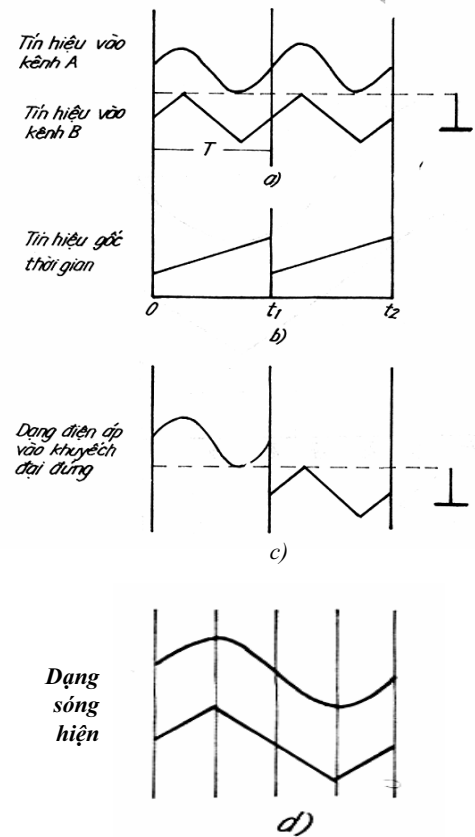 Tín hiệu vào
kênh A
Tín hiệu vào
kênh B
T
a)
Tín hiệu gốc
thời gian
0
t1
t2
b)
Dạng điện áp
vào khuyếch
đại đứng
c)
Dạng
sóng
hiện
d)